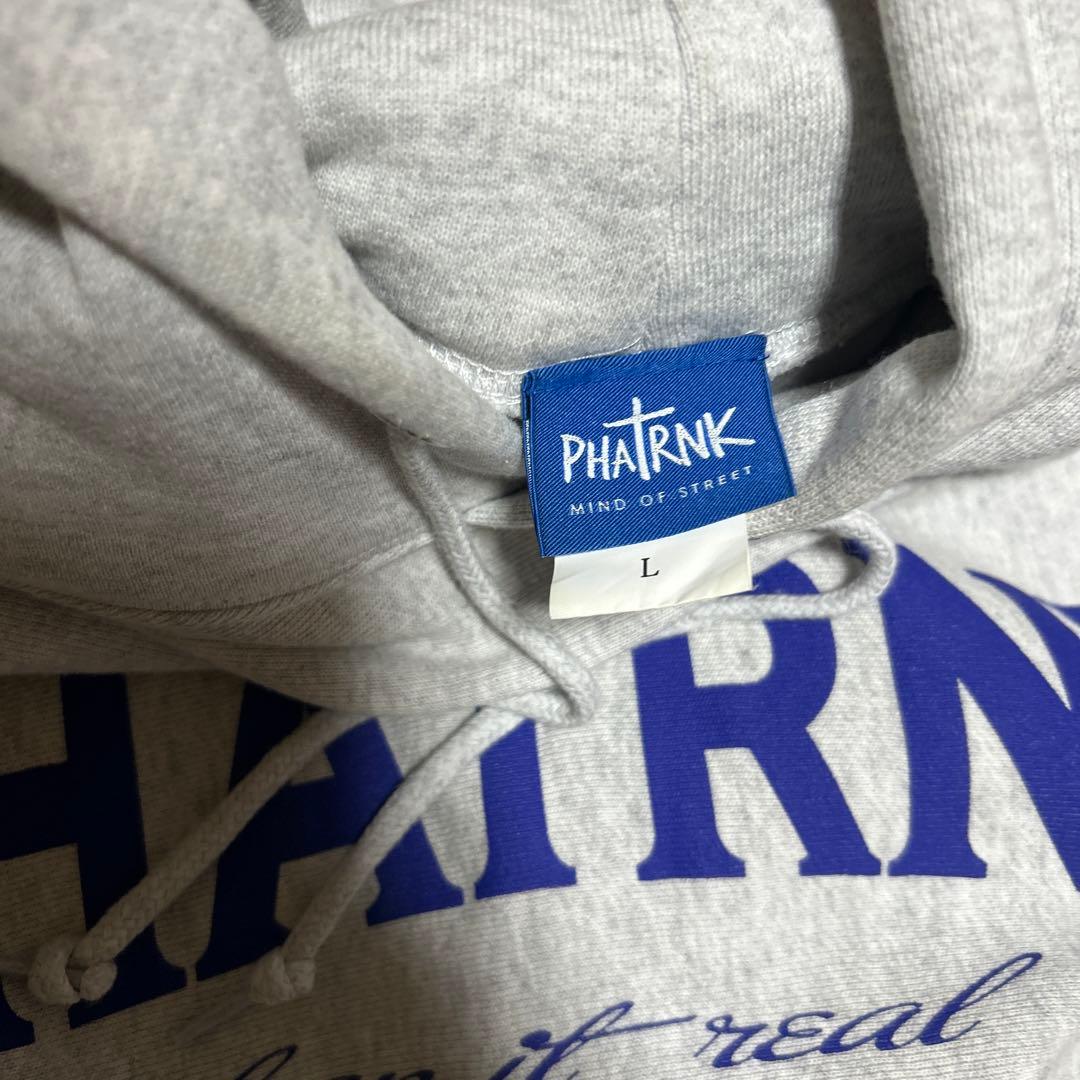 PHATRNK
MIND OF STREET
L
HATRN
it real